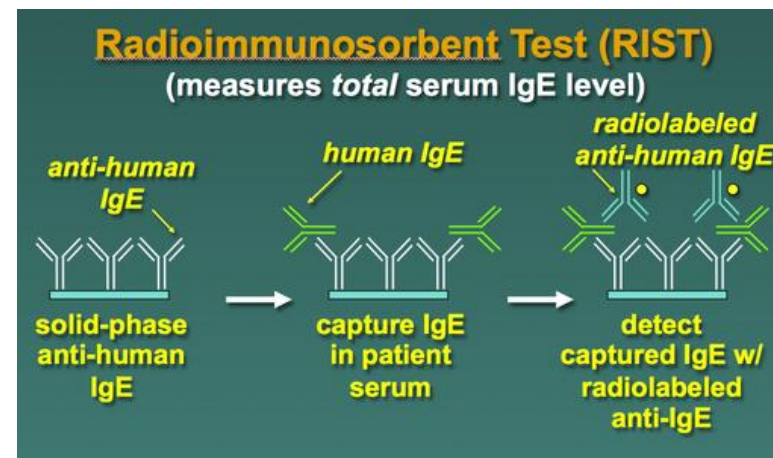 Radioimmunosorbent Test (RIST)
(measures total serum IgE level)
anti-human
IgE
human IgE
radiolabeled
anti-human IgE
solid-phase
anti-human
IgE
capture IgE
in patient
serum
detect
captured IgE w/
radiolabeled
anti-IgE